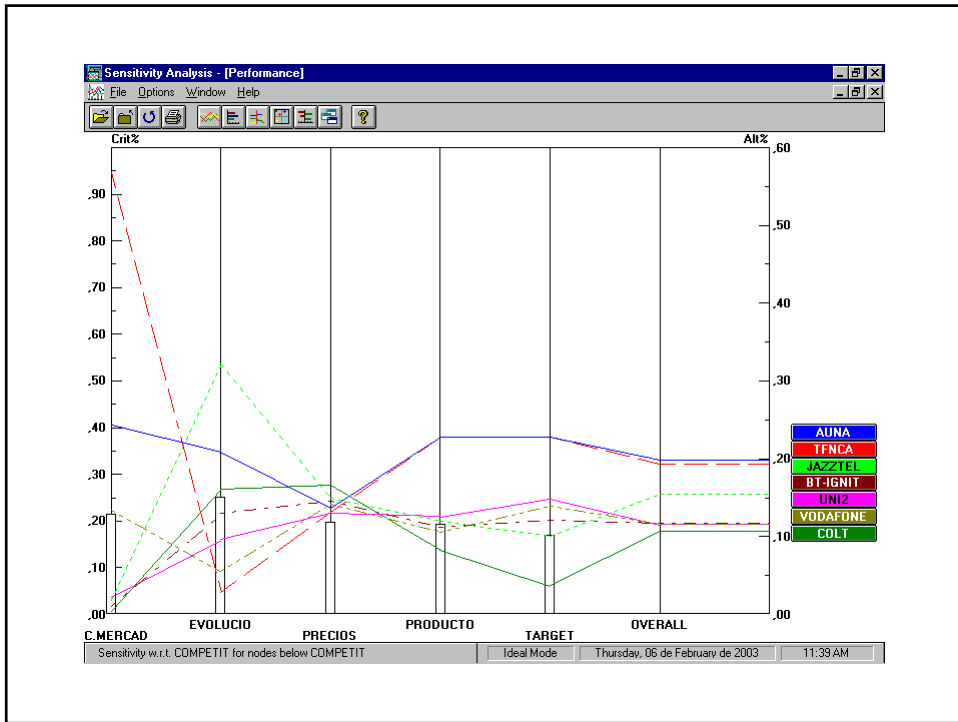 Sensitivity Analysis - [Performance]
File Options Window Help
Crit% Alt%
,90
,80
,70
,60
,50
,40
,30
,20
,10
,00
,60
,50
,40
,30
,20
,10
,00
C.MERCAD EVOLUCIO PRECIOS PRODUCTO TARGET OVERALL
AUNA
TFNCA
JAZZTEL
BT-IGNIT
UNI2
VODAFONE
COLT
Sensitivity w.r.t. COMPETIT for nodes below COMPETIT Ideal Mode Thursday, 06 de February de 2003 11:39 AM